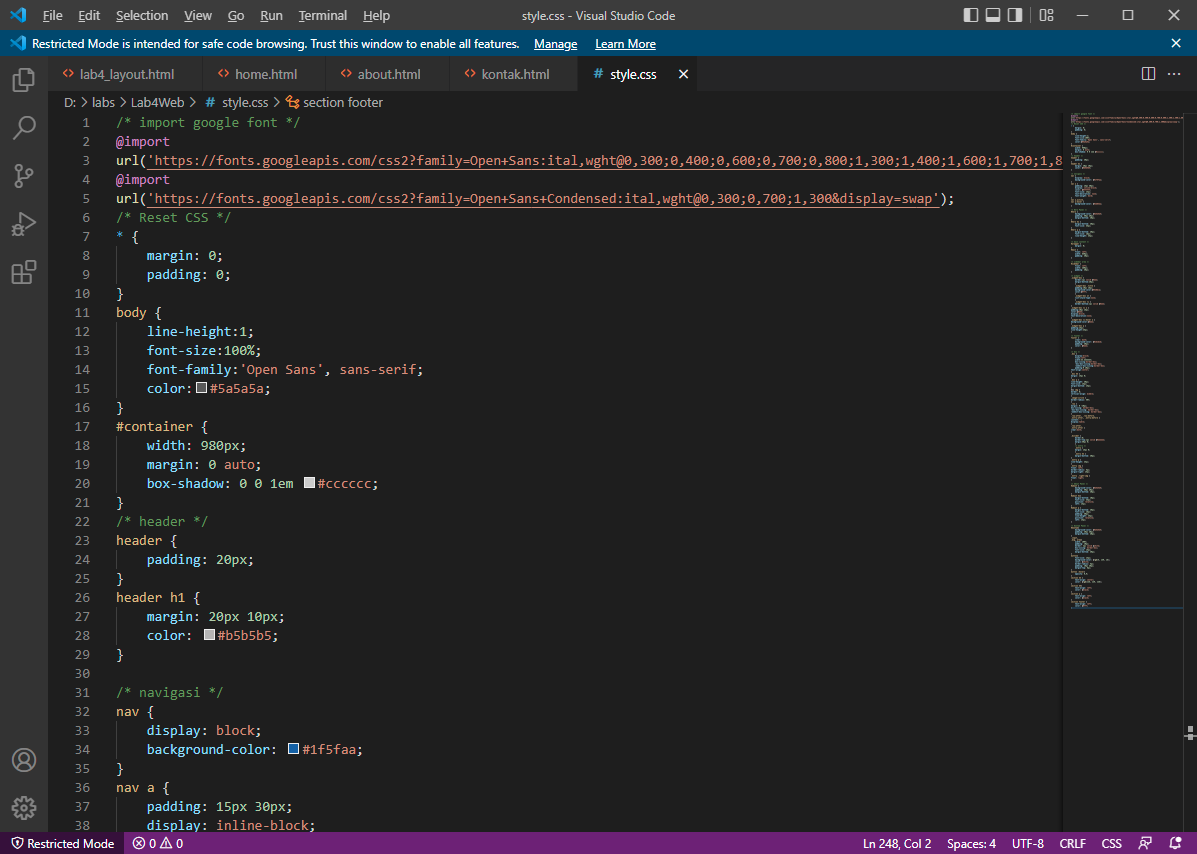 File Edit Selection View Go Run Terminal Help style.css - Visual Studio Code
Restricted Mode is intended for safe code browsing. Trust this window to enable all features. Manage Learn More
lab4_layout.html home.html about.html kontak.html # style.css
D: > labs > Lab4Web > # style.css > section footer
1 /* import google font */
2 @import
3 url('https://fonts.googleapis.com/css2?family=Open+Sans:ital,wght@0,300;0,400;0,600;0,700;0,800;1,300;1,400;1,600;1,700;1,8
4 @import
5 url('https://fonts.googleapis.com/css2?family=Open+Sans+Condensed:ital,wght@0,300;0,700;1,300&display=swap');
6 /* Reset CSS */
7 * {
8 margin: 0;
9 padding: 0;
10 }
11 body {
12 line-height:1;
13 font-size:100%;
14 font-family:'Open Sans', sans-serif;
15 color:#5a5a5a;
16 }
17 #container {
18 width: 980px;
19 margin: 0 auto;
20 box-shadow: 0 0 1em #cccccc;
21 }
22 /* header */
23 header {
24 padding: 20px;
25 }
26 header h1 {
27 margin: 20px 10px;
28 color: #b5b5b5;
29 }
30
31 /* navigasi */
32 nav {
33 display: block;
34 background-color: #1f5faa;
35 }
36 nav a {
37 padding: 15px 30px;
38 display: inline-block;
Restricted Mode 0 0 Ln 248, Col 2 Spaces: 4 UTF-8 CRLF CSS